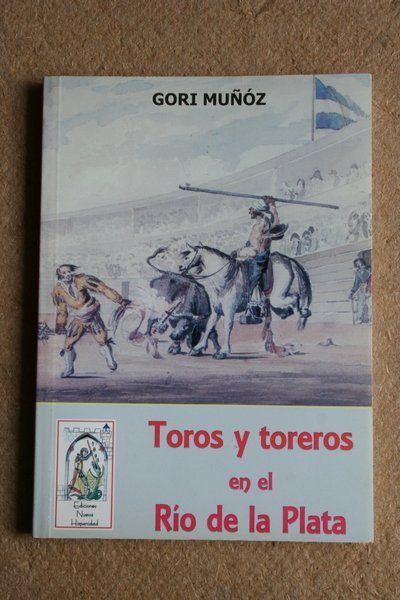 GORI MUÑÓZ
Toros y toreros
en el
Río de la Plata
Ediciones
Nueva
Hispanidad